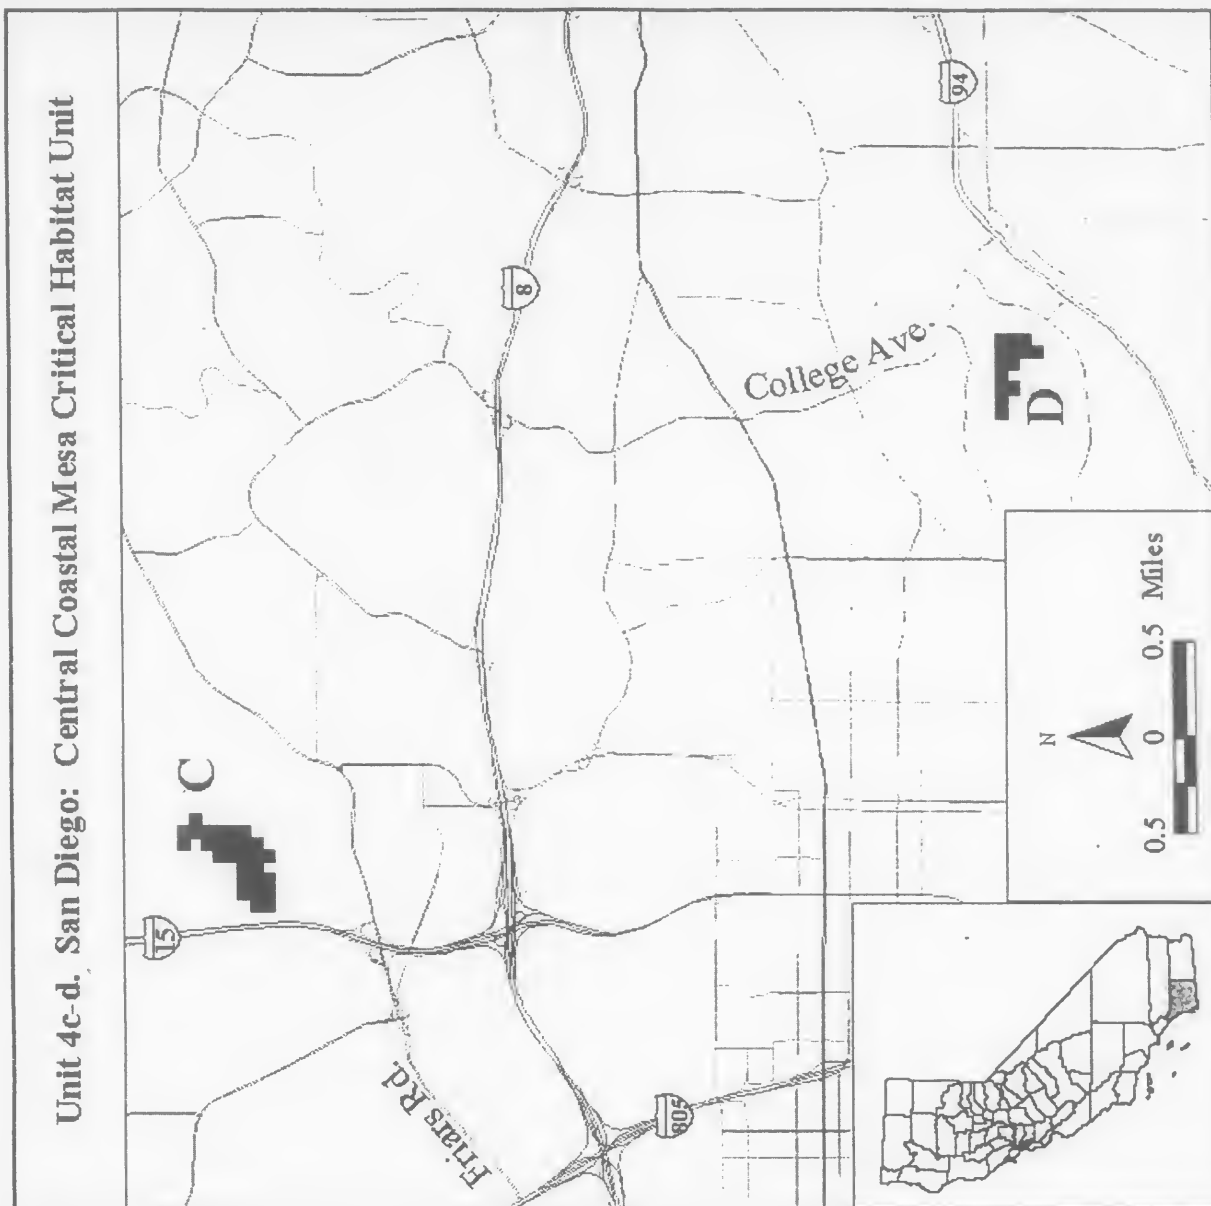 Unit 4c-d. San Diego: Central Coastal Mesa Critical Habitat Unit
15
C
Friars Rd.
8
805
College Ave.
94
D
N
0.5 0 0.5 Miles